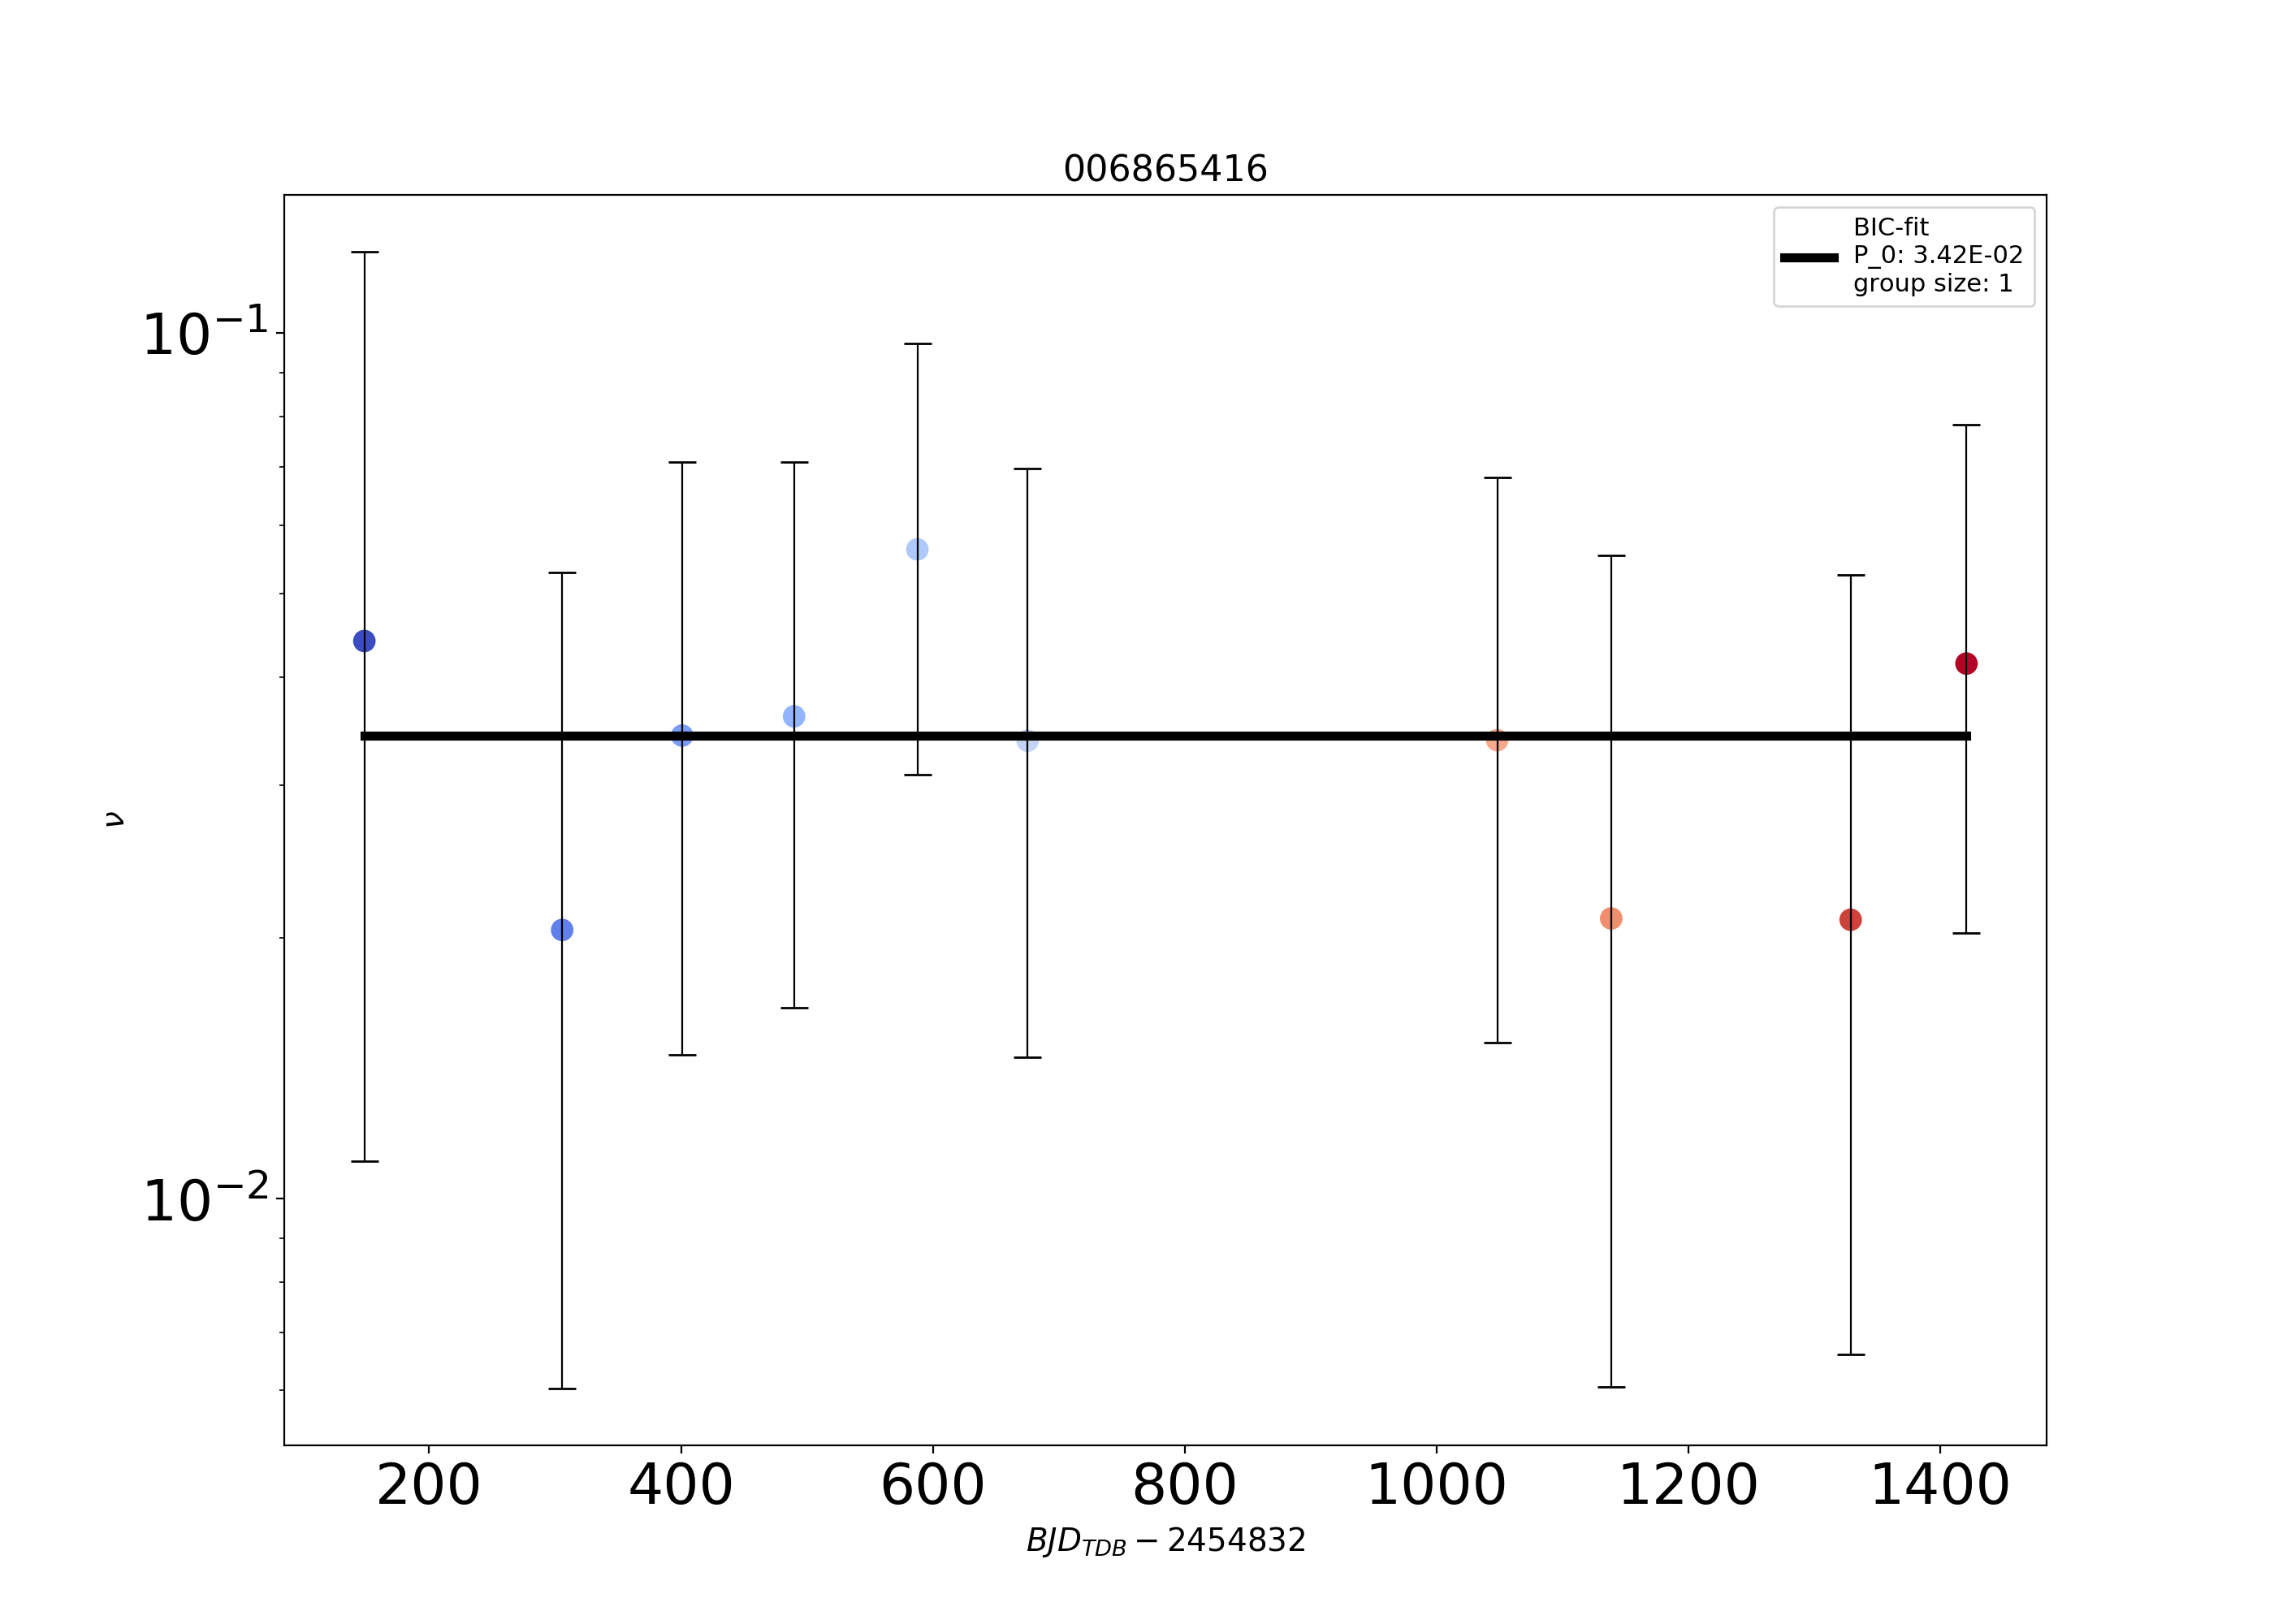 006865416
BIC-fit
P_0: 3.42E-02
group size: 1
10⁻¹
10⁻²
ν
200 400 600 800 1000 1200 1400
BJD_TDB − 2454832